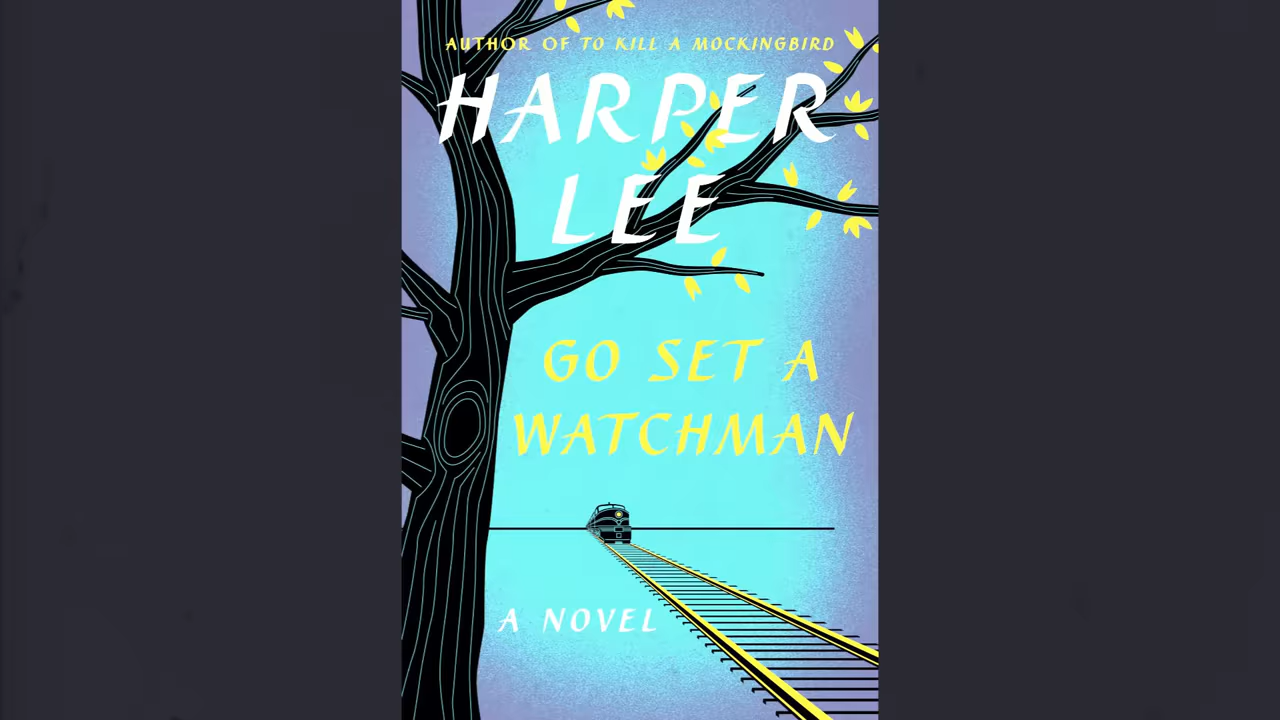 AUTHOR OF TO KILL A MOCKINGBIRD
HARPER
LEE
GO SET A
WATCHMAN
A NOVEL